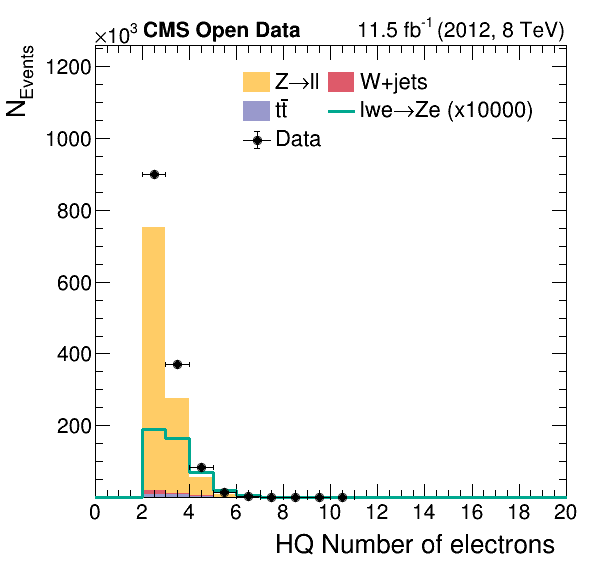 ×10³ CMS Open Data 11.5 fb⁻¹ (2012, 8 TeV)
N_Events
Z→ll W+jets
tt̄ lwe→Ze (x10000)
Data
1200
1000
800
600
400
200
0 2 4 6 8 10 12 14 16 18 20
HQ Number of electrons